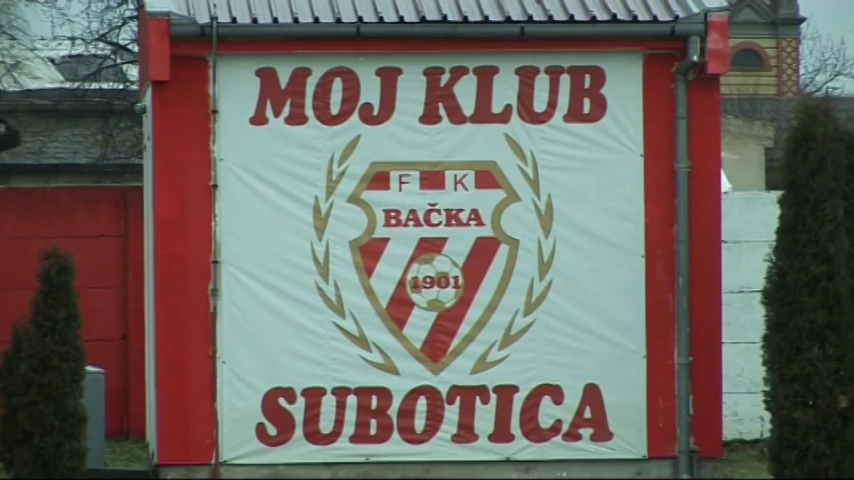 MOJ KLUB
F K
BAČKA
1901
SUBOTICA